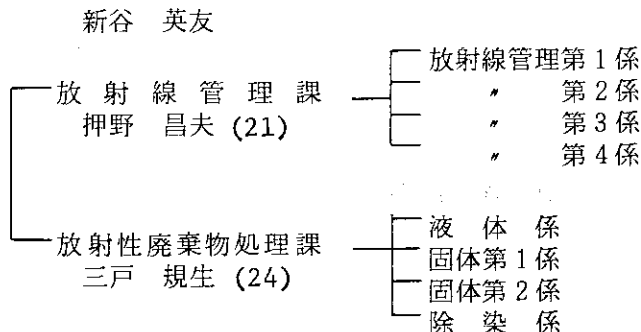 新谷 英友
放射線管理課
押野 昌夫 (21)
放射線管理第1係
〃 第2係
〃 第3係
〃 第4係
放射性廃棄物処理課
三戸 規生 (24)
液体係
固体第1係
固体第2係
除染係